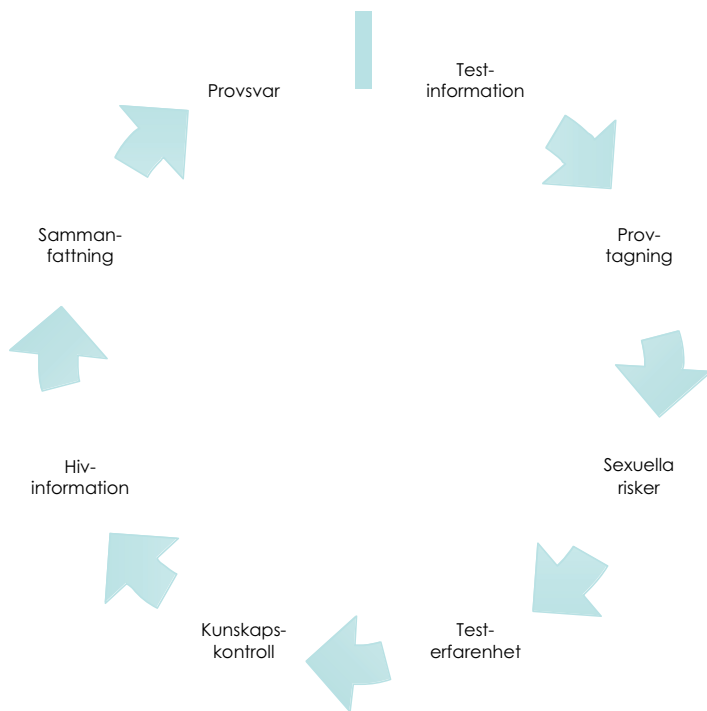 Test-
information
Prov-
tagning
Sexuella
risker
Test-
erfarenhet
Kunskaps-
kontroll
Hiv-
information
Samman-
fattning
Provsvar